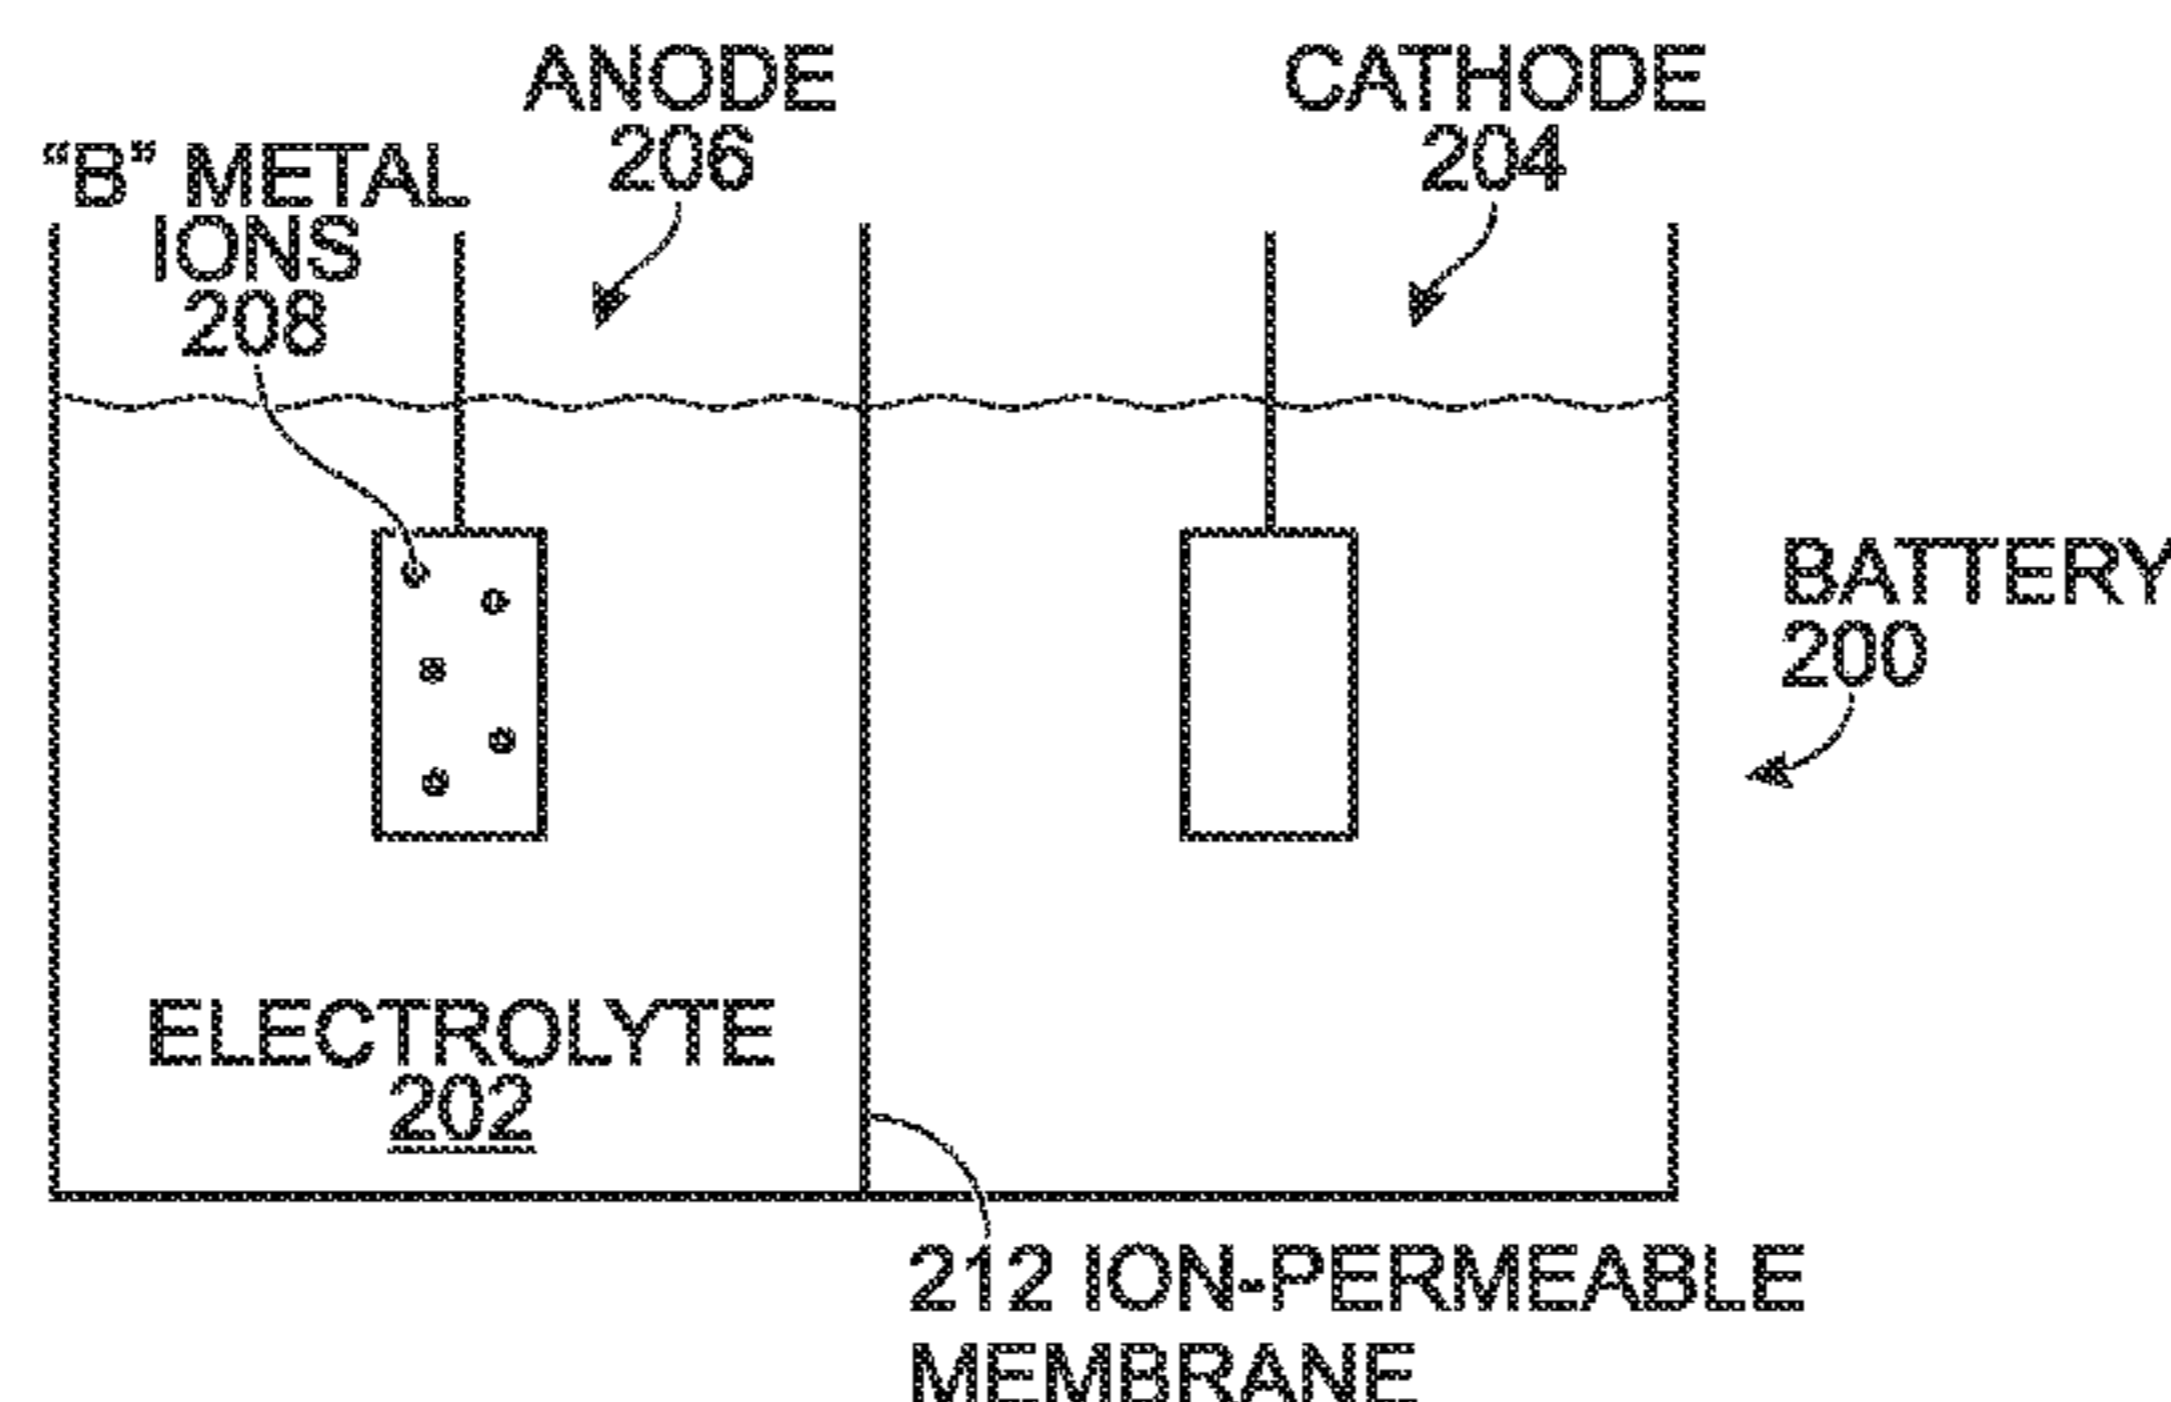 ANODE
206
CATHODE
204
“B” METAL
IONS
208
BATTERY
200
ELECTROLYTE
202
212 ION-PERMEABLE
MEMBRANE